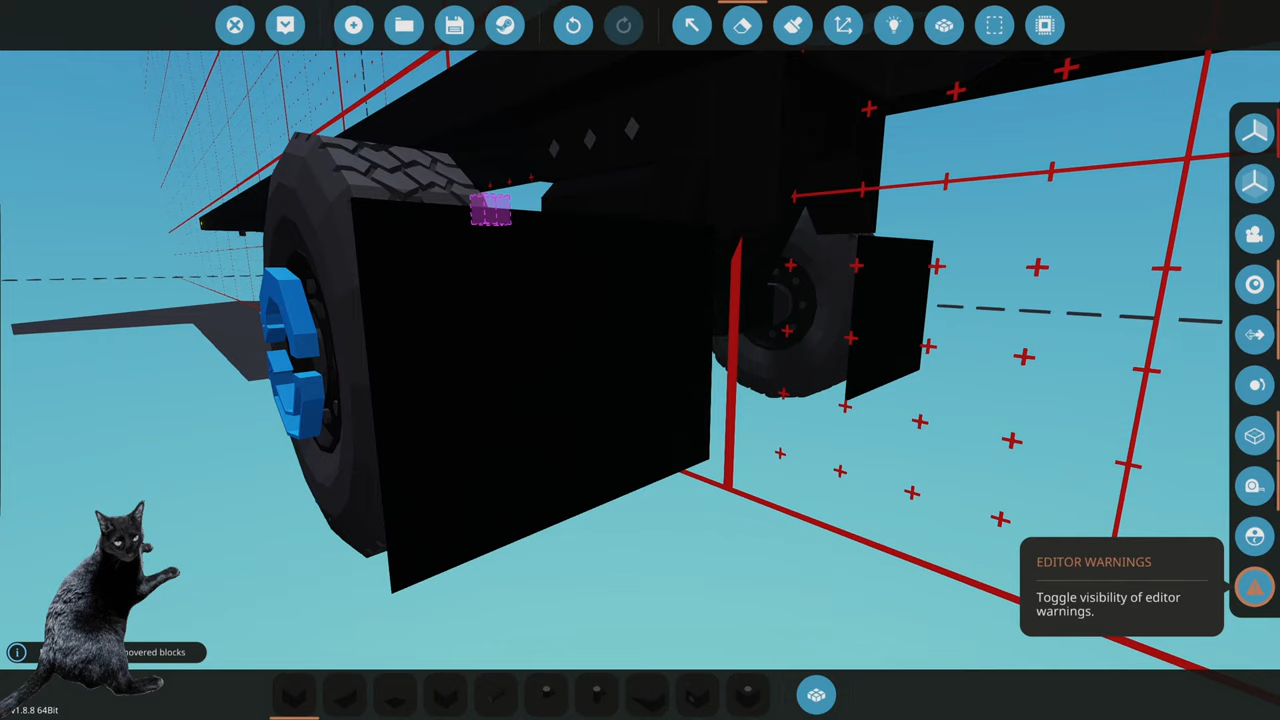 EDITOR WARNINGS
Toggle visibility of editor
warnings.
overed blocks
v1.8.8 64Bit